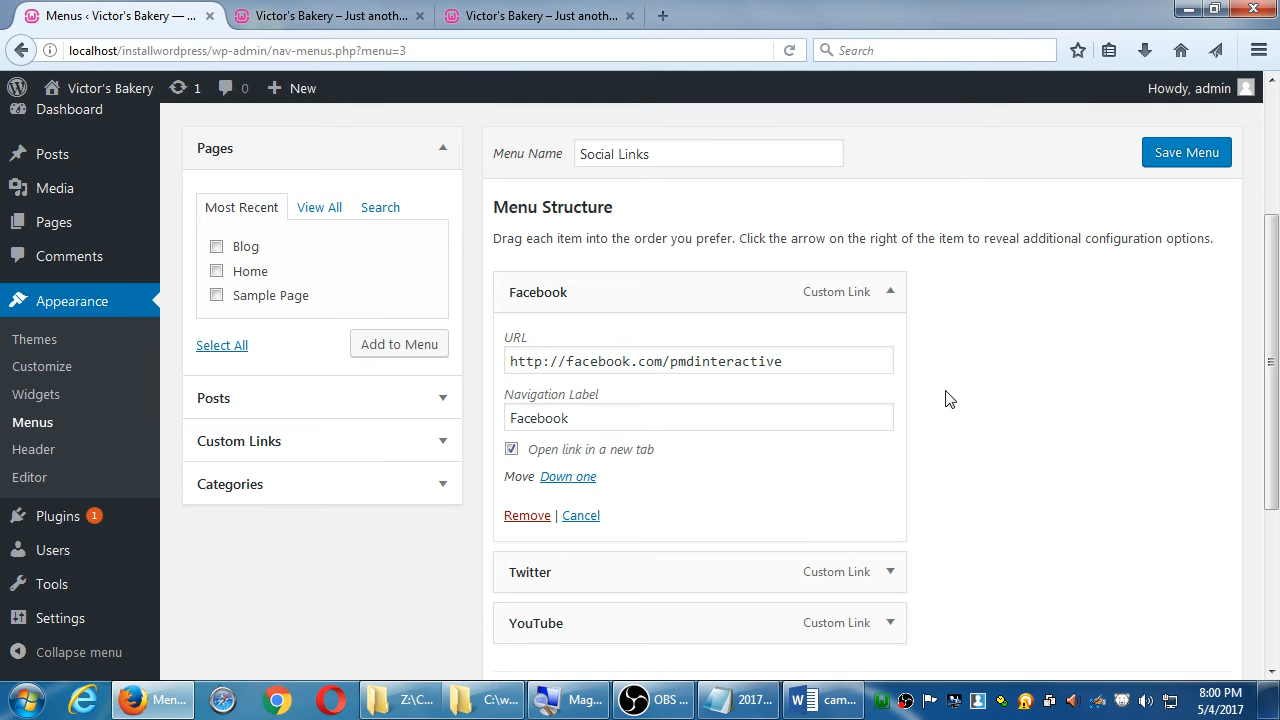 Menus ‹ Victor's Bakery — ...
Victor's Bakery – Just anoth...
Victor's Bakery – Just anoth...
localhost/installwordpress/wp-admin/nav-menus.php?menu=3
Search
Victor's Bakery
1
0
New
Howdy, admin
Dashboard
Posts
Media
Pages
Comments
Appearance
Themes
Customize
Widgets
Menus
Header
Editor
Plugins 1
Users
Tools
Settings
Collapse menu
Pages
Most Recent
View All
Search
Blog
Home
Sample Page
Select All
Add to Menu
Posts
Custom Links
Categories
Menu Name
Social Links
Save Menu
Menu Structure
Drag each item into the order you prefer. Click the arrow on the right of the item to reveal additional configuration options.
Facebook
Custom Link
URL
http://facebook.com/pmdinteractive
Navigation Label
Facebook
Open link in a new tab
Move Down one
Remove | Cancel
Twitter
Custom Link
YouTube
Custom Link
Men...
Z:\C...
C:\w...
Mag...
OBS ...
2017...
cam...
8:00 PM
5/4/2017